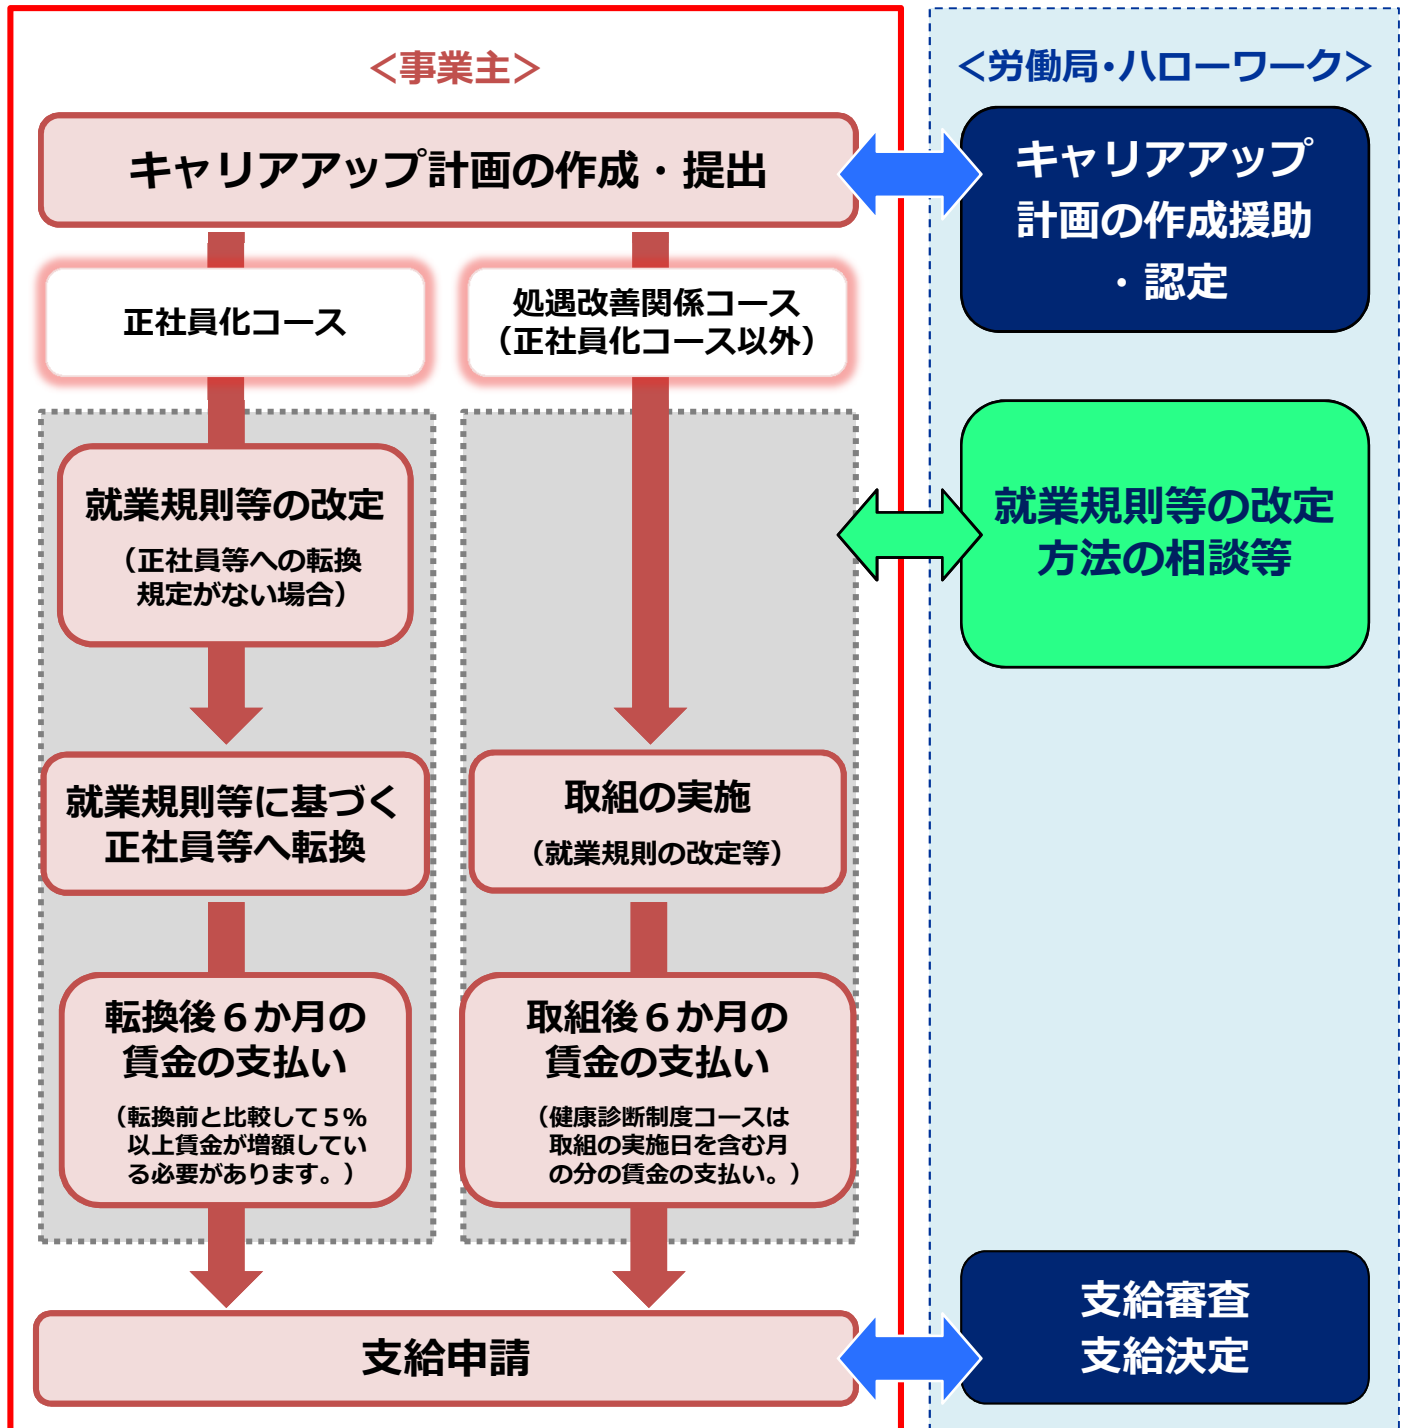 ＜事業主＞
キャリアアップ計画の作成・提出
正社員化コース
処遇改善関係コース
（正社員化コース以外）
就業規則等の改定
（正社員等への転換
規定がない場合）
就業規則等に基づく
正社員等へ転換
取組の実施
（就業規則の改定等）
転換後６か月の
賃金の支払い
（転換前と比較して５％
以上賃金が増額してい
る必要があります。）
取組後６か月の
賃金の支払い
（健康診断制度コースは
取組の実施日を含む月
の分の賃金の支払い。）
支給申請
＜労働局・ハローワーク＞
キャリアアップ
計画の作成援助
・認定
就業規則等の改定
方法の相談等
支給審査
支給決定